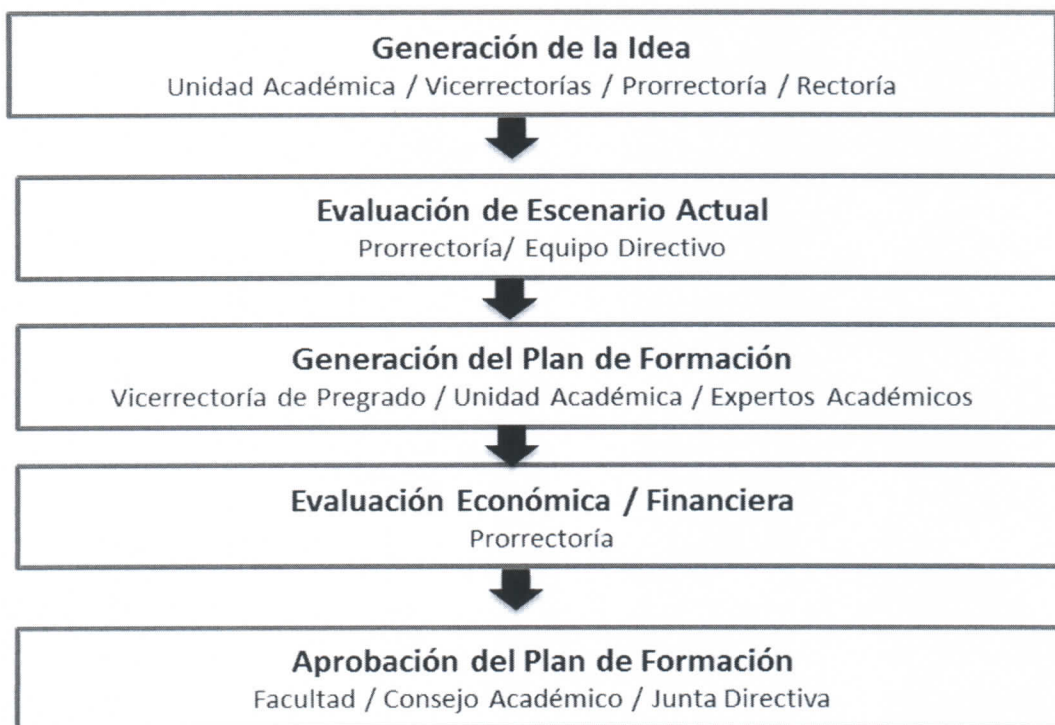 Generación de la Idea
Unidad Académica / Vicerrectorías / Prorrectoría / Rectoría
Evaluación de Escenario Actual
Prorrectoría/ Equipo Directivo
Generación del Plan de Formación
Vicerrectoría de Pregrado / Unidad Académica / Expertos Académicos
Evaluación Económica / Financiera
Prorrectoría
Aprobación del Plan de Formación
Facultad / Consejo Académico / Junta Directiva